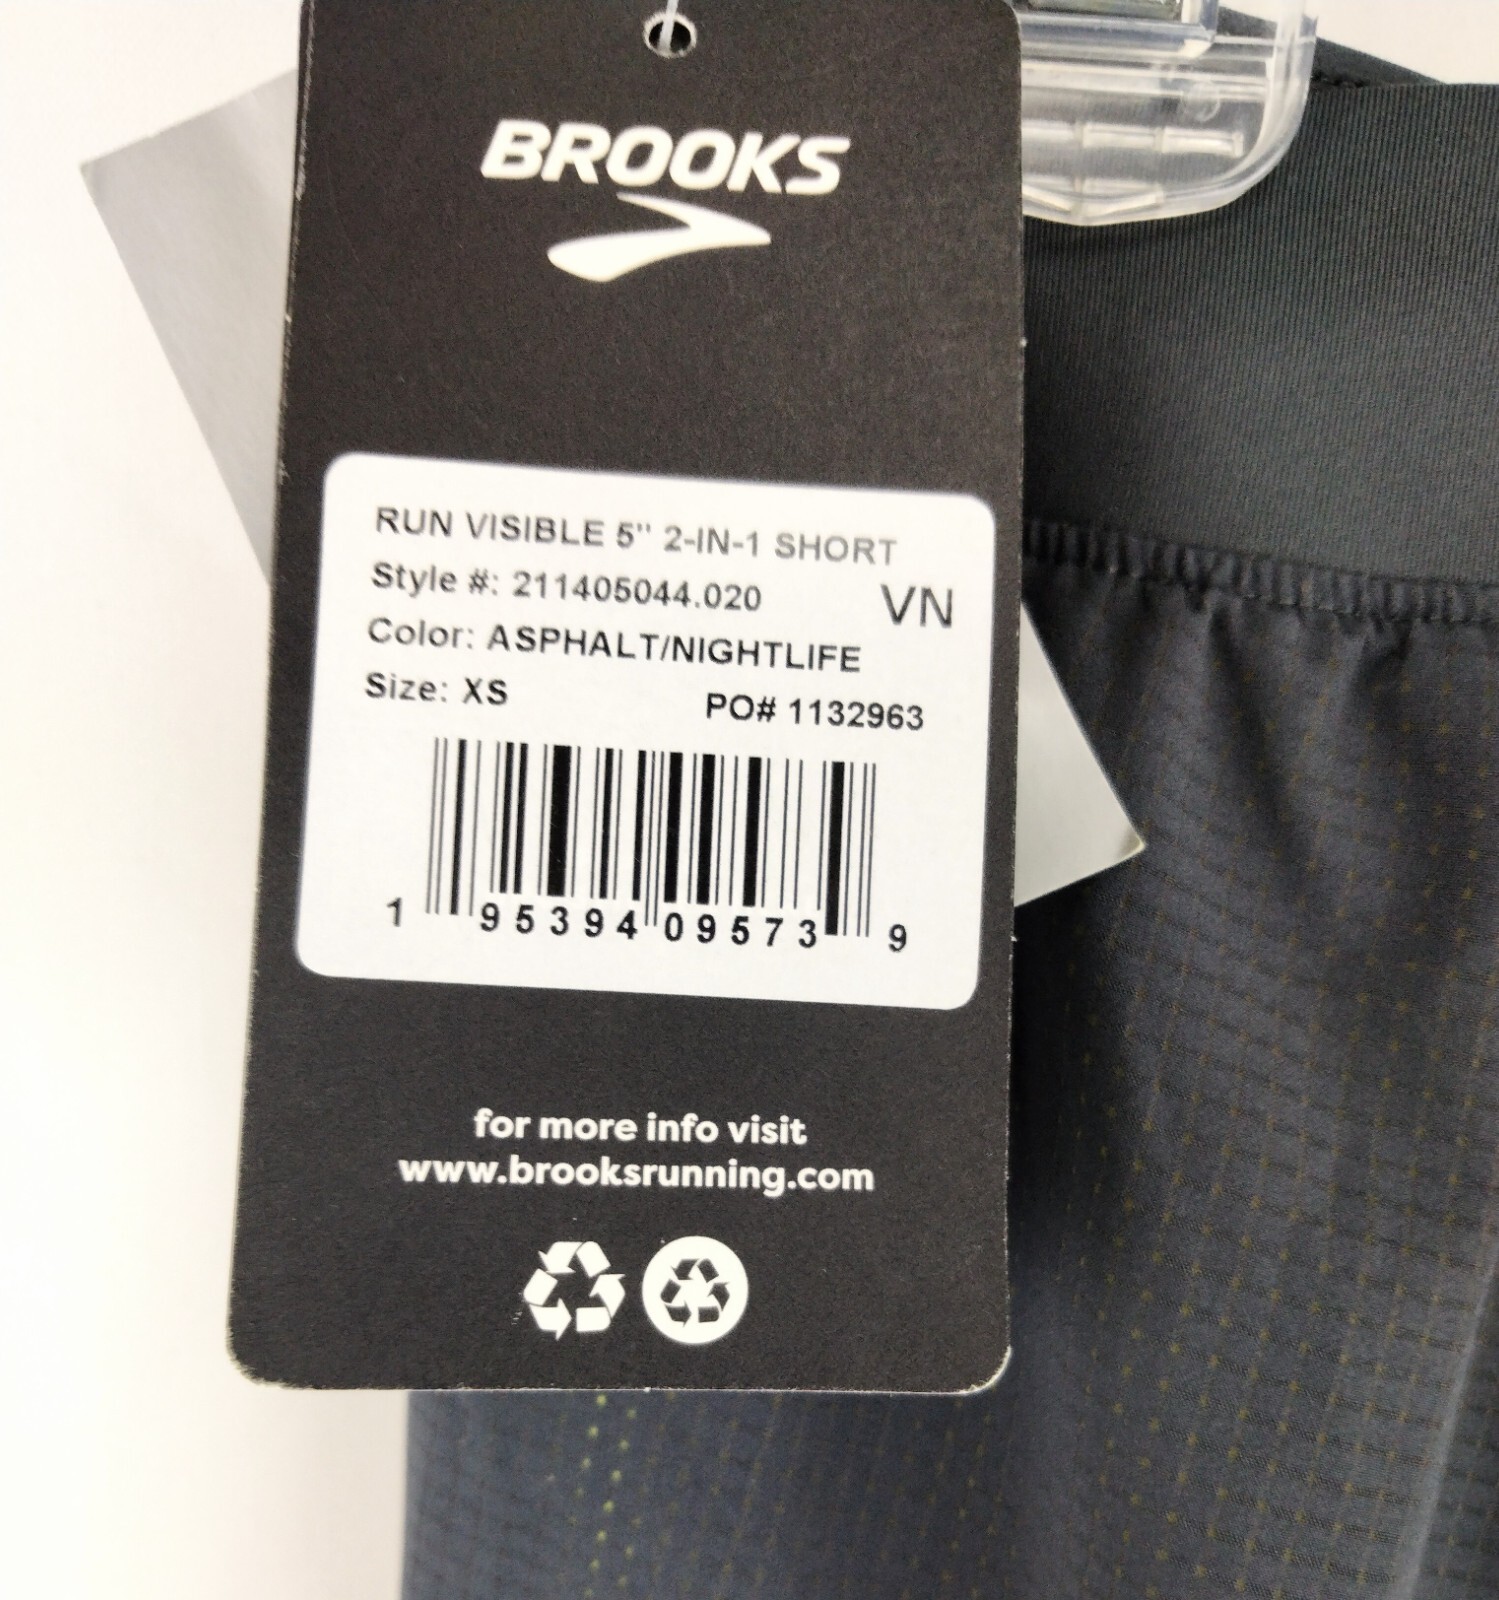 BROOKS
RUN VISIBLE 5" 2-IN-1 SHORT
Style #: 211405044.020
VN
Color: ASPHALT/NIGHTLIFE
Size: XS PO# 1132963
1 95394 09573 9
for more info visit
www.brooksrunning.com